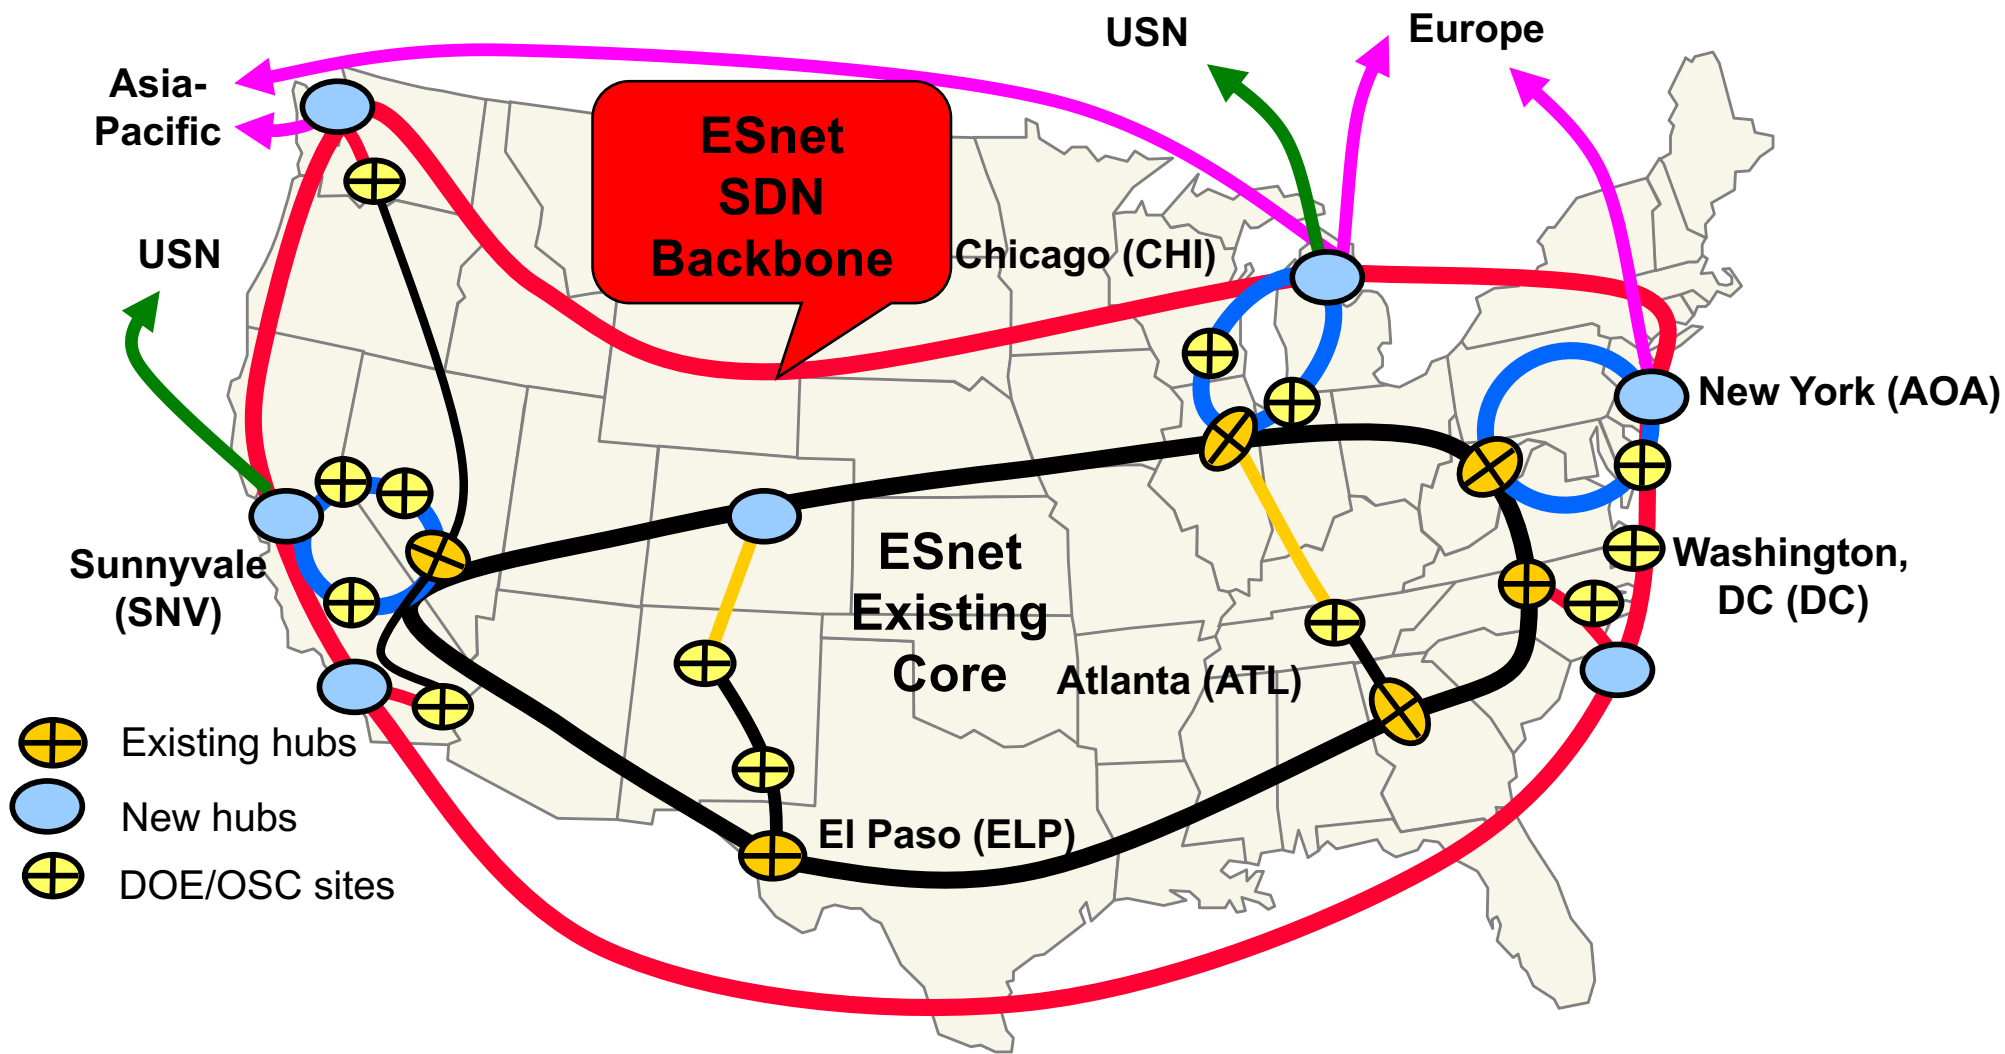 USN
Europe
Asia-
Pacific
ESnet
SDN
Backbone
USN
Chicago (CHI)
New York (AOA)
ESnet
Existing
Core
Sunnyvale
(SNV)
Washington,
DC (DC)
Atlanta (ATL)
Existing hubs
New hubs
El Paso (ELP)
DOE/OSC sites